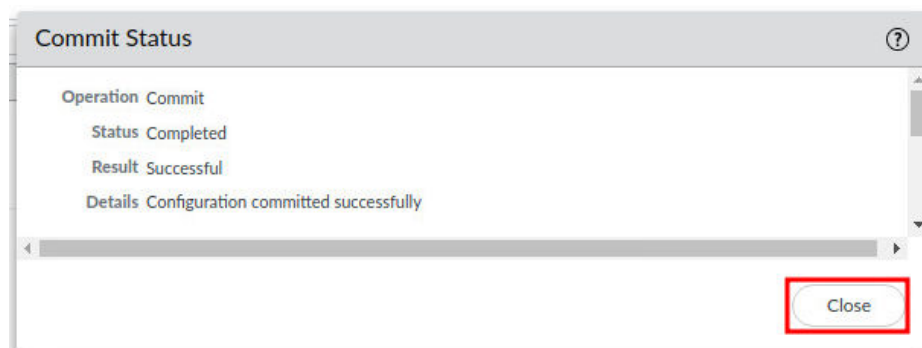 Commit Status
Operation Commit
Status Completed
Result Successful
Details Configuration committed successfully
Close